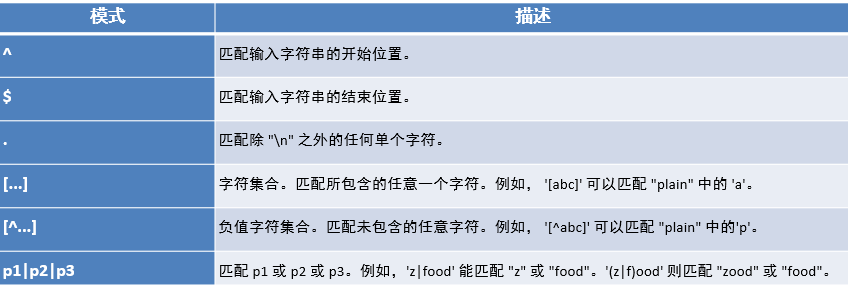 模式 描述
^ 匹配输入字符串的开始位置。
$ 匹配输入字符串的结束位置。
. 匹配除 "\n" 之外的任何单个字符。
[...] 字符集合。匹配所包含的任意一个字符。例如， '[abc]' 可以匹配 "plain" 中的 'a'。
[^...] 负值字符集合。匹配未包含的任意字符。例如， '[^abc]' 可以匹配 "plain" 中的'p'。
p1|p2|p3 匹配 p1 或 p2 或 p3。例如，'z|food' 能匹配 "z" 或 "food"。'(z|f)ood' 则匹配 "zood" 或 "food"。